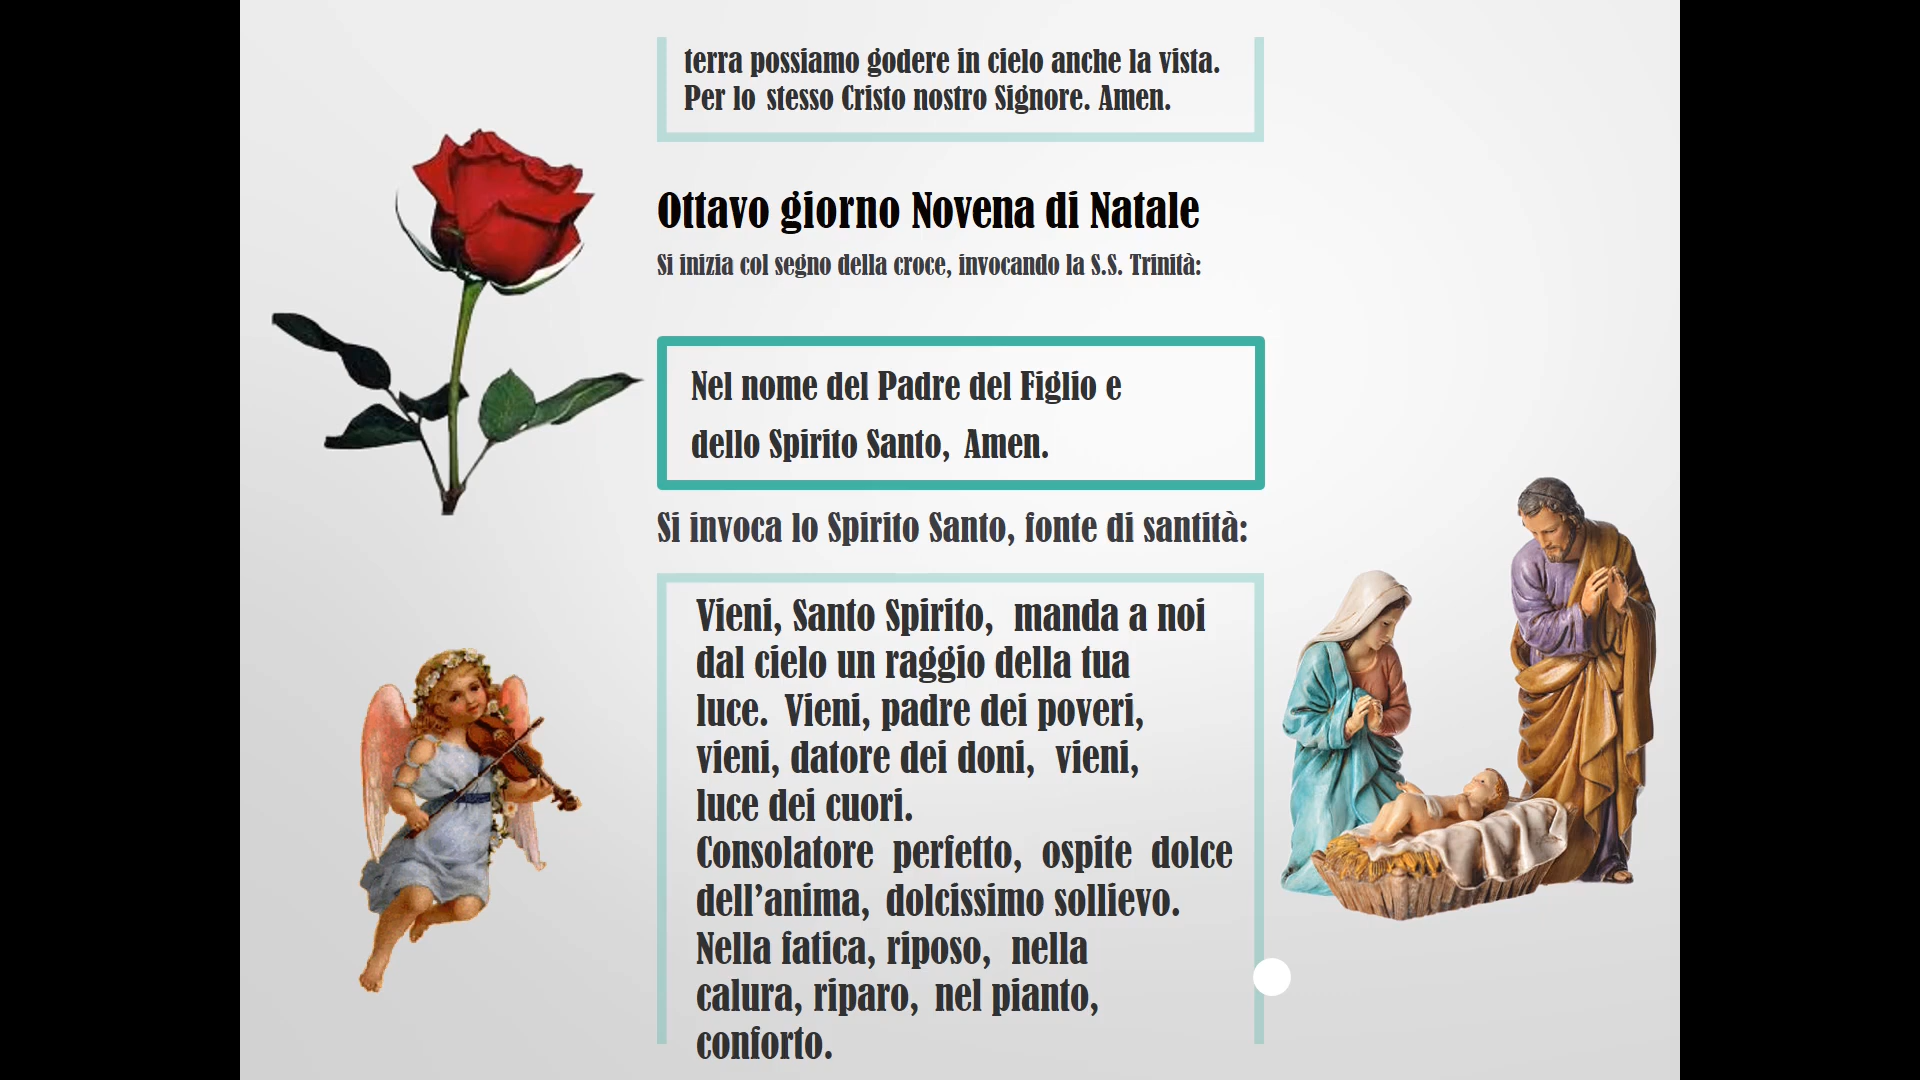 terra possiamo godere in cielo anche la vista.
Per lo stesso Cristo nostro Signore. Amen.
Ottavo giorno Novena di Natale
Si inizia col segno della croce, invocando la S.S. Trinità:
Nel nome del Padre del Figlio e
dello Spirito Santo, Amen.
Si invoca lo Spirito Santo, fonte di santità:
Vieni, Santo Spirito, manda a noi
dal cielo un raggio della tua
luce. Vieni, padre dei poveri,
vieni, datore dei doni, vieni,
luce dei cuori.
Consolatore perfetto, ospite dolce
dell’anima, dolcissimo sollievo.
Nella fatica, riposo, nella
calura, riparo, nel pianto,
conforto.